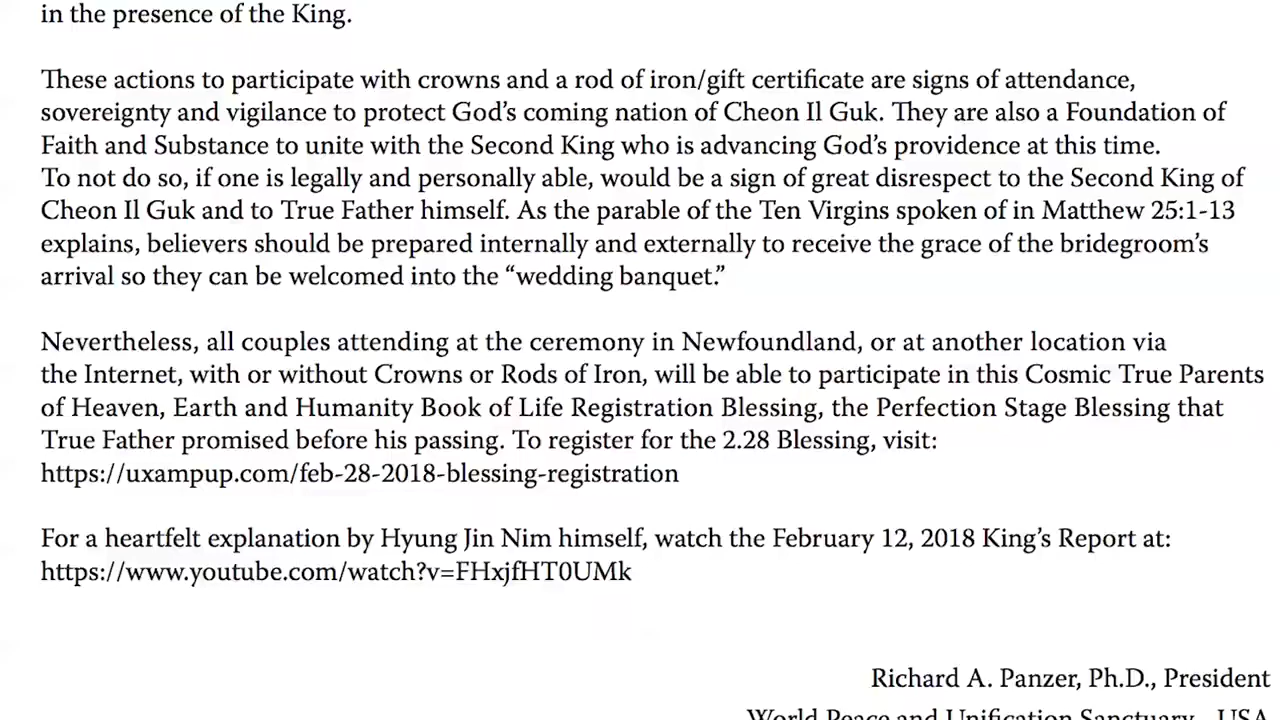 in the presence of the King.
These actions to participate with crowns and a rod of iron/gift certificate are signs of attendance,
sovereignty and vigilance to protect God’s coming nation of Cheon Il Guk. They are also a Foundation of
Faith and Substance to unite with the Second King who is advancing God’s providence at this time.
To not do so, if one is legally and personally able, would be a sign of great disrespect to the Second King of
Cheon Il Guk and to True Father himself. As the parable of the Ten Virgins spoken of in Matthew 25:1-13
explains, believers should be prepared internally and externally to receive the grace of the bridegroom’s
arrival so they can be welcomed into the “wedding banquet.”
Nevertheless, all couples attending at the ceremony in Newfoundland, or at another location via
the Internet, with or without Crowns or Rods of Iron, will be able to participate in this Cosmic True Parents
of Heaven, Earth and Humanity Book of Life Registration Blessing, the Perfection Stage Blessing that
True Father promised before his passing. To register for the 2.28 Blessing, visit:
https://uxampup.com/feb-28-2018-blessing-registration
For a heartfelt explanation by Hyung Jin Nim himself, watch the February 12, 2018 King’s Report at:
https://www.youtube.com/watch?v=FHxjfHT0UMk
Richard A. Panzer, Ph.D., President
World Peace and Unification Sanctuary - USA